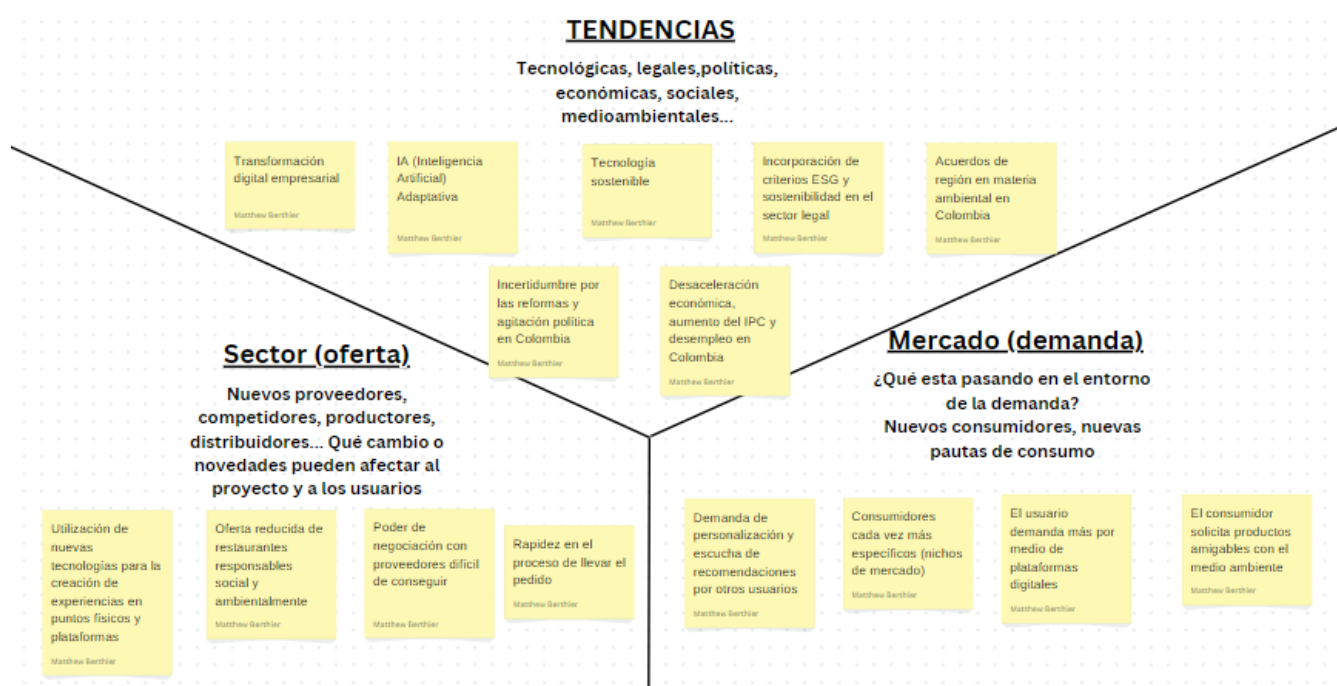 TENDENCIAS
Tecnológicas, legales,políticas,
económicas, sociales,
medioambientales...
Transformación
digital empresarial
Matthew Berthier
IA (Inteligencia
Artificial)
Adaptativa
Matthew Berthier
Tecnología
sostenible
Matthew Berthier
Incorporación de
criterios ESG y
sostenibilidad en el
sector legal
Matthew Berthier
Acuerdos de
región en materia
ambiental en
Colombia
Matthew Berthier
Incertidumbre por
las reformas y
agitación política
en Colombia
Matthew Berthier
Desaceleración
económica,
aumento del IPC y
desempleo en
Colombia
Matthew Berthier
Sector (oferta)
Nuevos proveedores,
competidores, productores,
distribuidores... Qué cambio o
novedades pueden afectar al
proyecto y a los usuarios
Utilización de
nuevas
tecnologías para la
creación de
experiencias en
puntos físicos y
plataformas
Matthew Berthier
Oferta reducida de
restaurantes
responsables
social y
ambientalmente
Matthew Berthier
Poder de
negociación con
proveedores difícil
de conseguir
Matthew Berthier
Rapidez en el
proceso de llevar el
pedido
Matthew Berthier
Mercado (demanda)
¿Qué esta pasando en el entorno
de la demanda?
Nuevos consumidores, nuevas
pautas de consumo
Demanda de
personalización y
escucha de
recomendaciones
por otros usuarios
Matthew Berthier
Consumidores
cada vez más
específicos (nichos
de mercado)
Matthew Berthier
El usuario
demanda más por
medio de
plataformas
digitales
Matthew Berthier
El consumidor
solicita productos
amigables con el
medio ambiente
Matthew Berthier